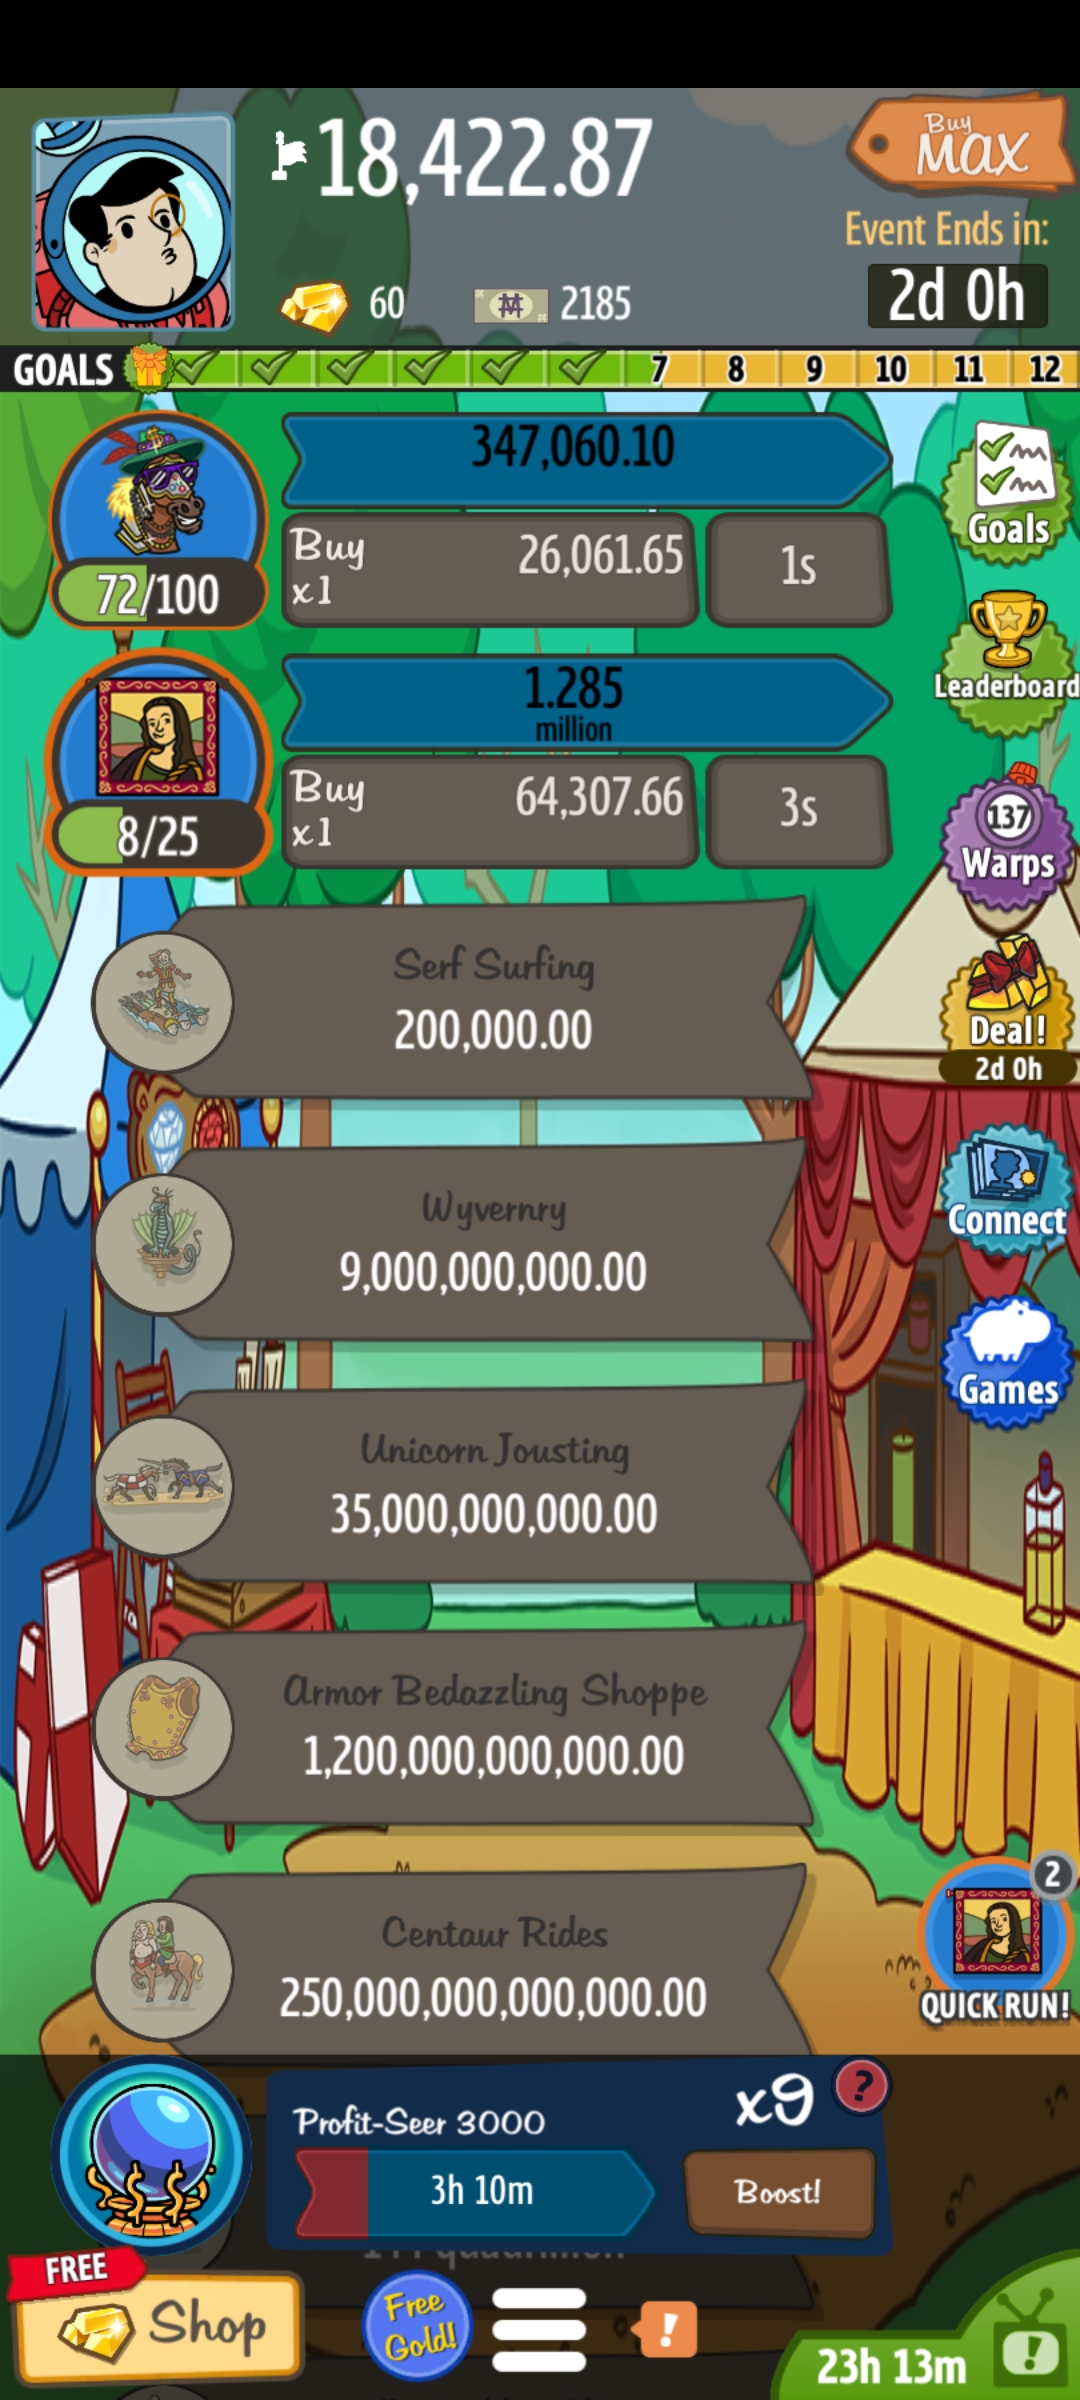 18,422.87
Buy
MAX
Event Ends in:
60
2185
2d 0h
GOALS
7
8
9
10
11
12
347,060.10
Buy
x1
26,061.65
1s
72/100
Goals
1.285
million
Leaderboard
Buy
x1
64,307.66
3s
8/25
137
Warps
Serf Surfing
200,000.00
Deal!
2d 0h
Wyvernry
9,000,000,000.00
Connect
Unicorn Jousting
35,000,000,000.00
Games
Armor Bedazzling Shoppe
1,200,000,000,000.00
Centaur Rides
250,000,000,000,000.00
2
QUICK RUN!
Profit-Seer 3000
x9
?
3h 10m
Boost!
FREE
Shop
Free
Gold!
!
23h 13m
!